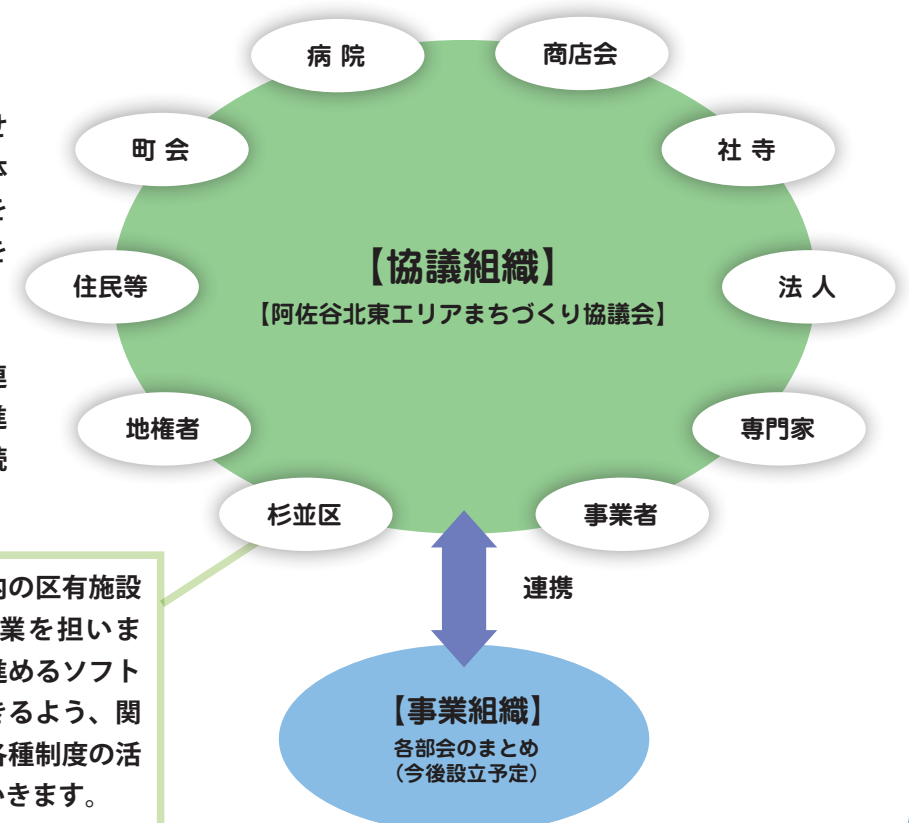 病 院
商店会
町 会
社 寺
住民等
【協議組織】
【阿佐谷北東エリアまちづくり協議会】
法 人
地権者
専門家
杉並区
事業者
連携
内の区有施設
業を担いま
進めるソフト
きるよう、関
各種制度の活
いきます。
【事業組織】
各部会のまとめ
（今後設立予定）